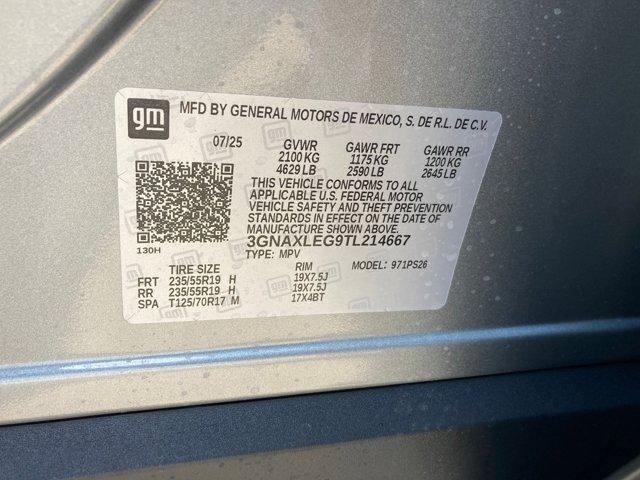 gm
MFD BY GENERAL MOTORS DE MEXICO, S. DE R.L. DE C.V.
07/25 GVWR GAWR FRT GAWR RR
2100 KG 1175 KG 1200 KG
4629 LB 2590 LB 2645 LB
THIS VEHICLE CONFORMS TO ALL
APPLICABLE U.S. FEDERAL MOTOR
VEHICLE SAFETY AND THEFT PREVENTION
STANDARDS IN EFFECT ON THE DATE OF
MANUFACTURE SHOWN ABOVE.
3GNAXLEG9TL214667
130H TYPE: MPV MODEL: 971PS26
TIRE SIZE RIM
FRT 235/55R19 H 19X7.5J
RR 235/55R19 H 19X7.5J
SPA T125/70R17 M 17X4BT